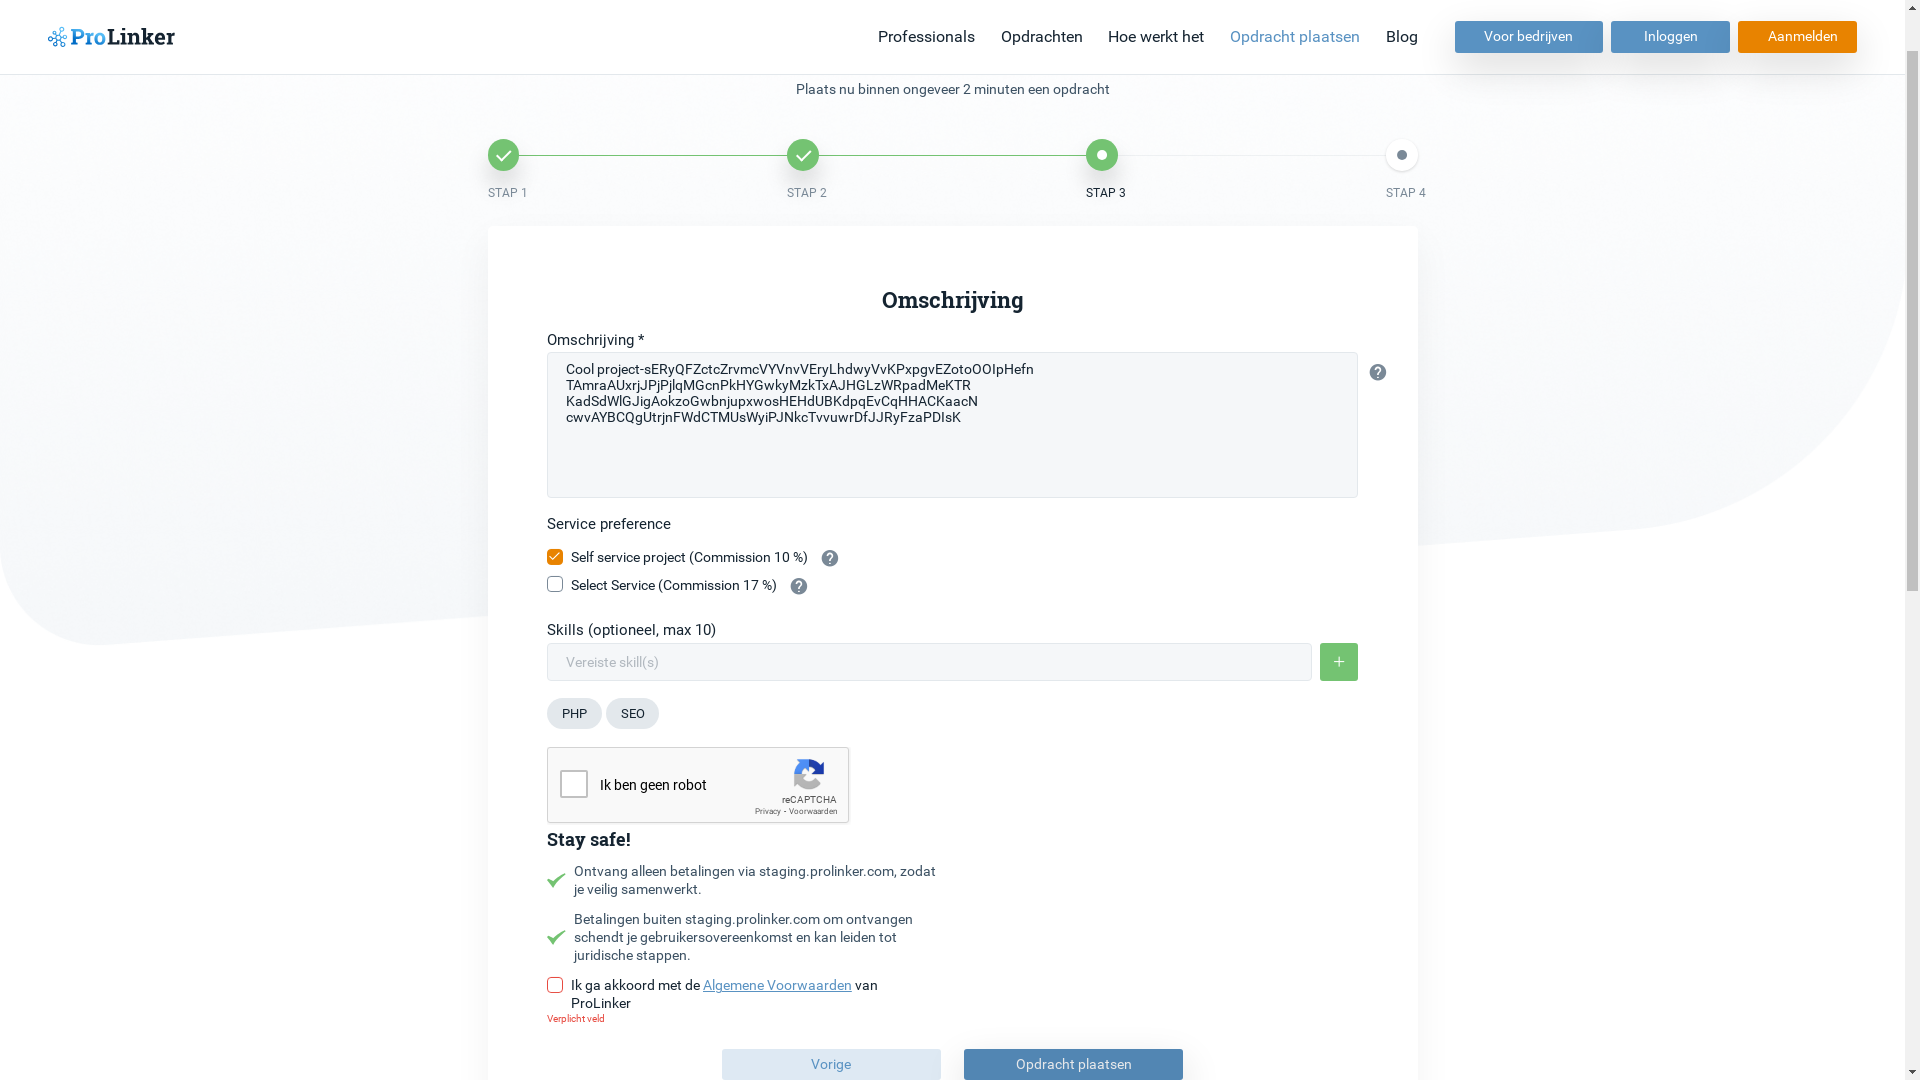 ProLinker
Professionals
Opdrachten
Hoe werkt het
Opdracht plaatsen
Blog
Voor bedrijven
Inloggen
Aanmelden
Plaats nu binnen ongeveer 2 minuten een opdracht
STAP 1
STAP 2
STAP 3
STAP 4
Omschrijving
Omschrijving *
Cool project-sERyQFZctcZrvmcVYVnvVEryLhdwyVvKPxpgvEZotoOOIpHefn
TAmraAUxrjJPjPjlqMGcnPkHYGwkyMzkTxAJHGLzWRpadMeKTR
KadSdWlGJigAokzoGwbnjupxwosHEHdUBKdpqEvCqHHACKaacN
cwvAYBCQgUtrjnFWdCTMUsWyiPJNkcTvvuwrDfJJRyFzaPDIsK
Service preference
Self service project (Commission 10 %)
Select Service (Commission 17 %)
Skills (optioneel, max 10)
Vereiste skill(s)
+
PHP
SEO
Ik ben geen robot
reCAPTCHA
Privacy - Voorwaarden
Stay safe!
Ontvang alleen betalingen via staging.prolinker.com, zodat
je veilig samenwerkt.
Betalingen buiten staging.prolinker.com om ontvangen
schendt je gebruikersovereenkomst en kan leiden tot
juridische stappen.
Ik ga akkoord met de Algemene Voorwaarden van
ProLinker
Verplicht veld
Vorige
Opdracht plaatsen